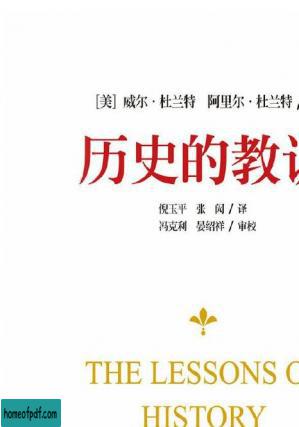 [美] 威尔·杜兰特 阿里尔·杜兰特/
历史的教
倪玉平 张闶/译
冯克利 晏绍祥/审校
THE LESSONS O
HISTORY
homeofpdf.com